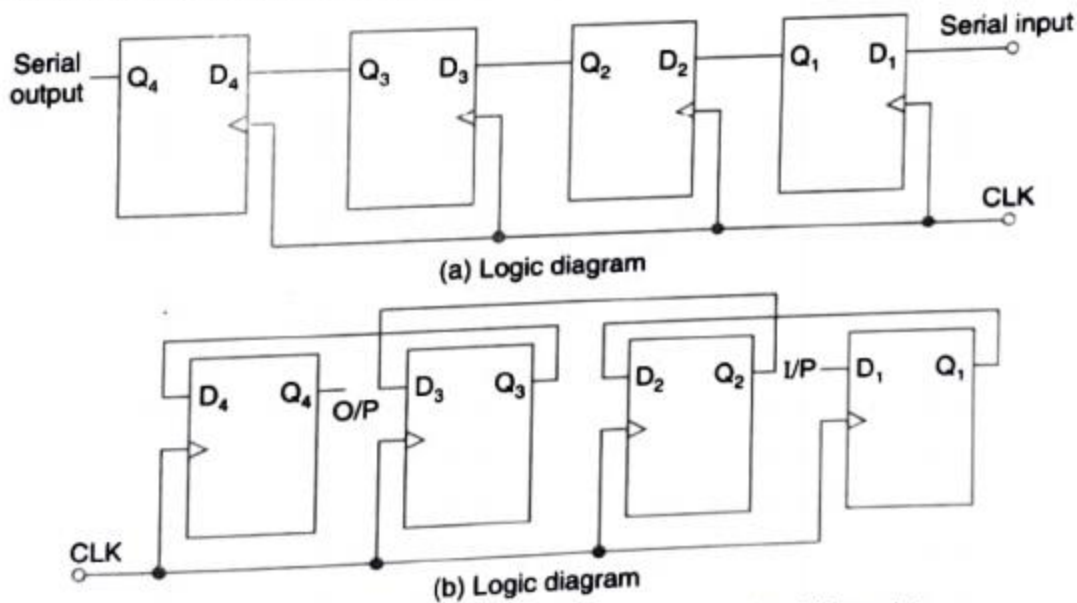 Serial input
Serial output
Q₄ D₄ Q₃ D₃ Q₂ D₂ Q₁ D₁
CLK
(a) Logic diagram
D₄ Q₄ O/P D₃ Q₃ D₂ Q₂ I/P D₁ Q₁
CLK
(b) Logic diagram